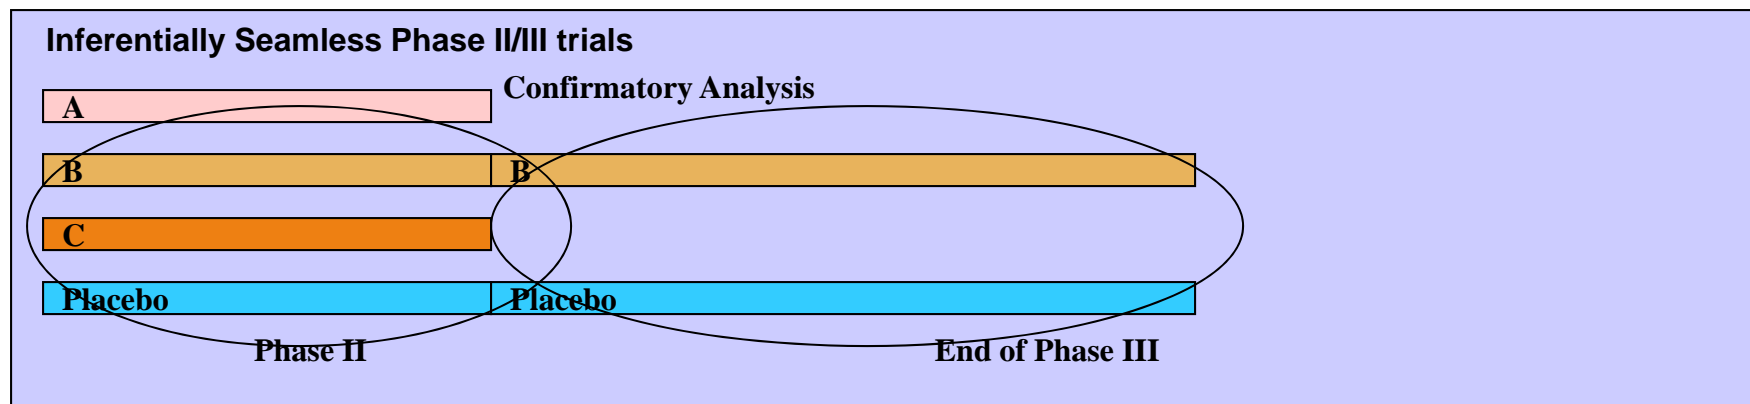 Inferentially Seamless Phase II/III trials
Confirmatory Analysis
A
B B
C
Placebo Placebo
Phase II End of Phase III